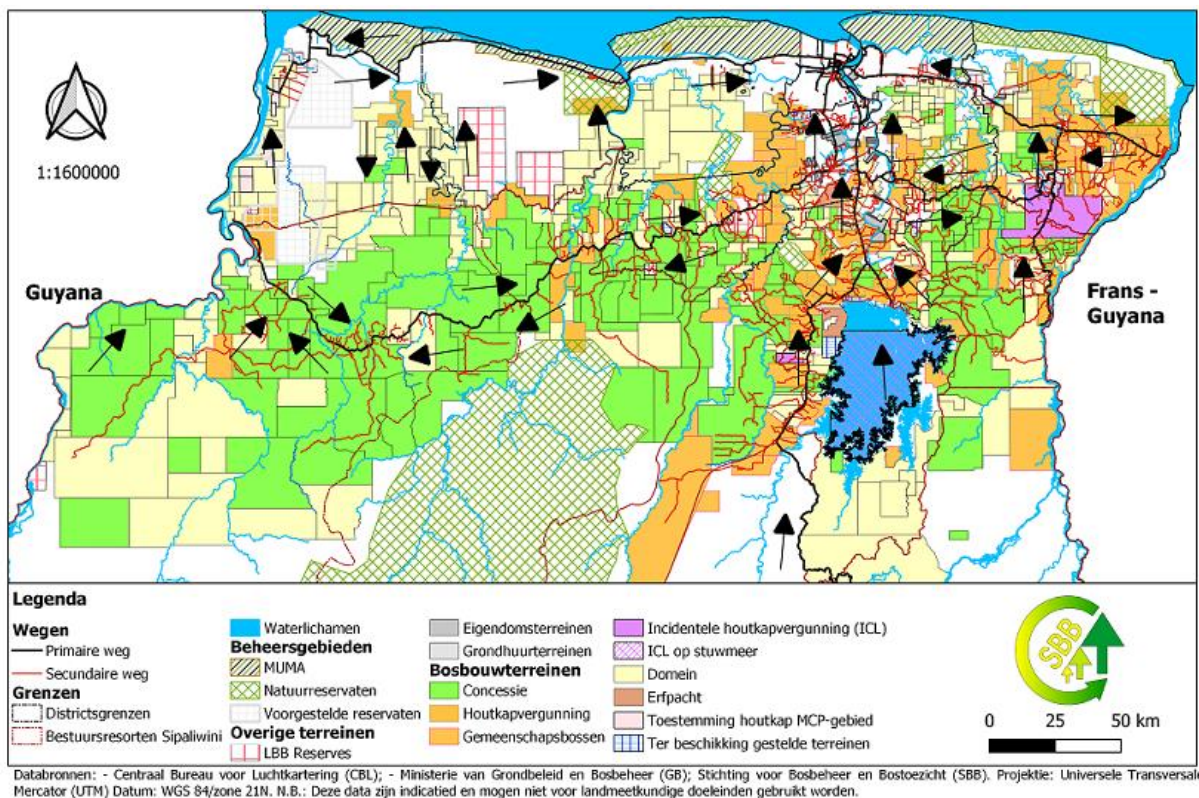 1:1600000
Guyana
Frans -
Guyana
Legenda
Wegen
Primaire weg
Secundaire weg
Grenzen
Districtsgrenzen
Bestuursresorten Sipaliwini
Waterlichamen
Beheersgebieden
MUMA
Natuurreservaten
Voorgestelde reservaten
Overige terreinen
LBB Reserves
Eigendomsterreinen
Grondhuurterreinen
Bosbouwterreinen
Concessie
Houtkapvergunning
Gemeenschapsbossen
Incidentele houtkapvergunning (ICL)
ICL op stuwmeer
Domein
Erfpacht
Toestemming houtkap MCP-gebied
Ter beschikking gestelde terreinen
SBB
0 25 50 km
Databronnen: - Centraal Bureau voor Luchtkartering (CBL); - Ministerie van Grondbeleid en Bosbeheer (GB); Stichting voor Bosbeheer en Bostoezicht (SBB). Projektie: Universele Transversale
Mercator (UTM) Datum: WGS 84/zone 21N. N.B.: Deze data zijn indicatied en mogen niet voor landmeetkundige doeleinden gebruikt worden.